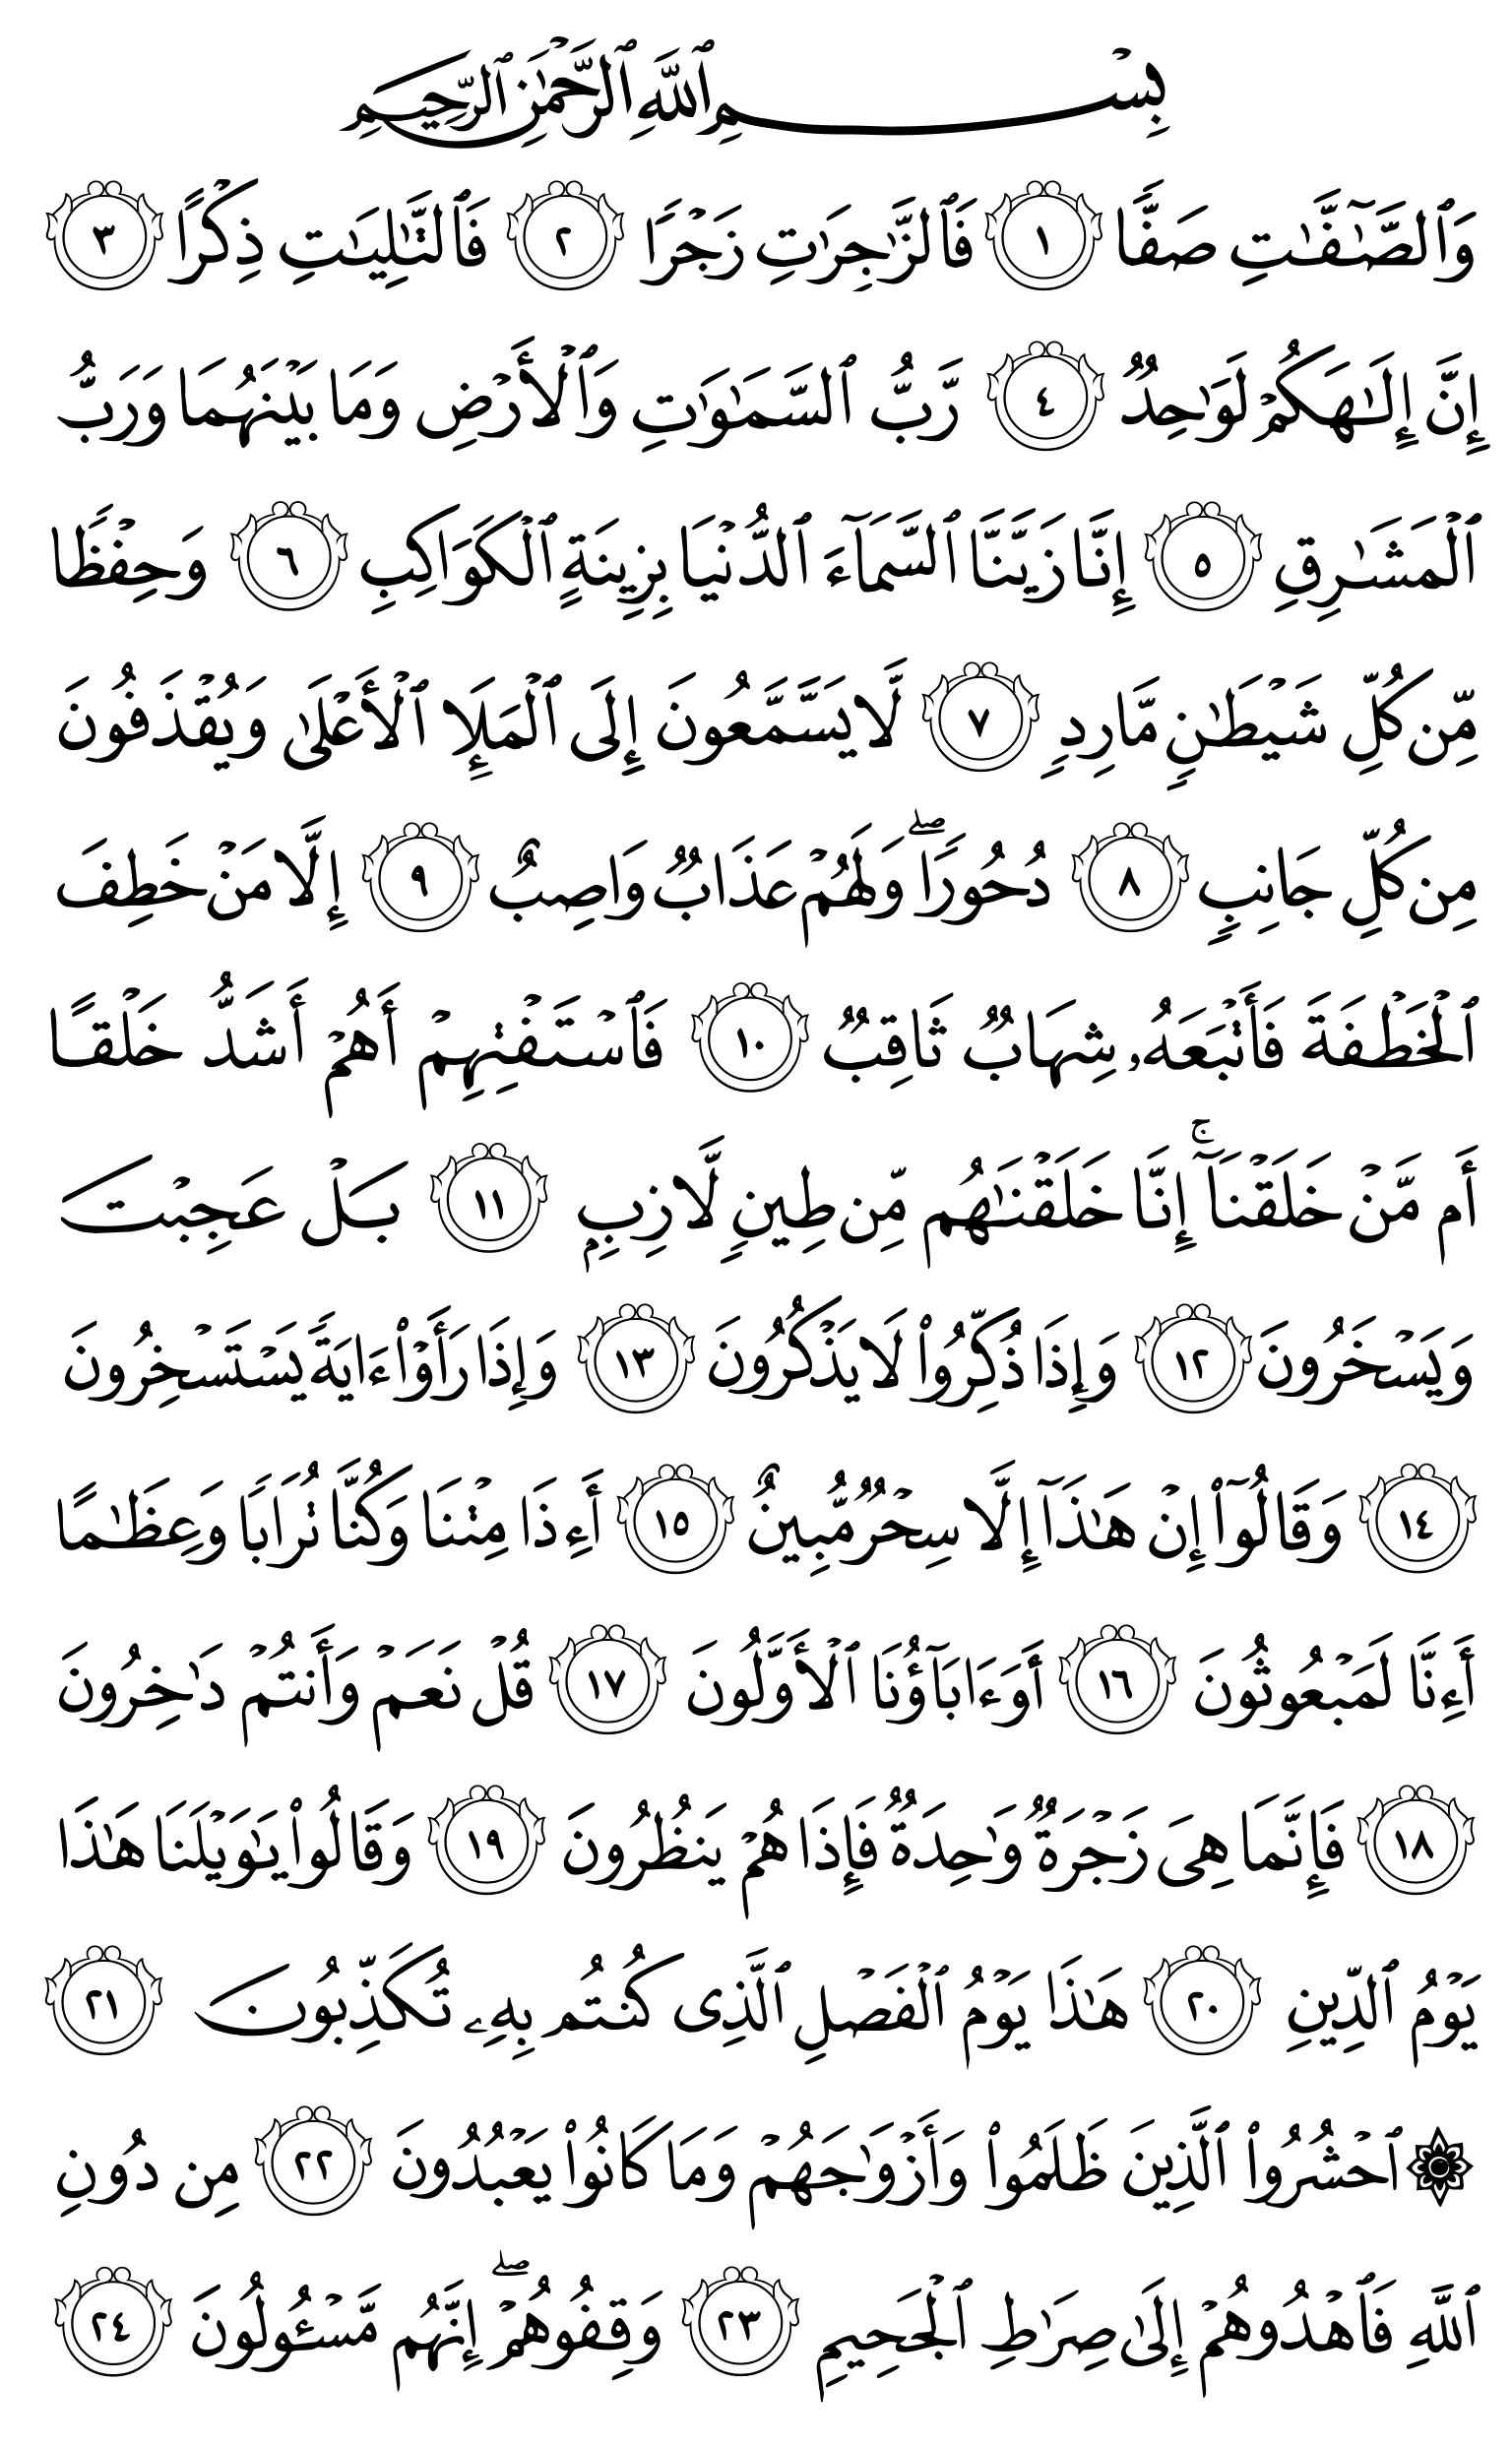 بِسْمِ ٱللَّهِ ٱلرَّحْمَٰنِ ٱلرَّحِيمِ
وَٱلصَّٰٓفَّٰتِ صَفًّا ١ فَٱلزَّٰجِرَٰتِ زَجْرًا ٢ فَٱلتَّٰلِيَٰتِ ذِكْرًا ٣
إِنَّ إِلَٰهَكُمْ لَوَٰحِدٌ ٤ رَّبُّ ٱلسَّمَٰوَٰتِ وَٱلْأَرْضِ وَمَا بَيْنَهُمَا وَرَبُّ
ٱلْمَشَٰرِقِ ٥ إِنَّا زَيَّنَّا ٱلسَّمَآءَ ٱلدُّنْيَا بِزِينَةٍ ٱلْكَوَاكِبِ ٦ وَحِفْظًا
مِّن كُلِّ شَيْطَٰنٍ مَّارِدٍ ٧ لَّا يَسَّمَّعُونَ إِلَى ٱلْمَلَإِ ٱلْأَعْلَىٰ وَيُقْذَفُونَ
مِن كُلِّ جَانِبٍ ٨ دُحُورًا ۖ وَلَهُمْ عَذَابٌ وَاصِبٌ ٩ إِلَّا مَنْ خَطِفَ
ٱلْخَطْفَةَ فَأَتْبَعَهُۥ شِهَابٌ ثَاقِبٌ ١٠ فَٱسْتَفْتِهِمْ أَهُمْ أَشَدُّ خَلْقًا
أَم مَّنْ خَلَقْنَآ ۚ إِنَّا خَلَقْنَٰهُم مِّن طِينٍ لَّازِبٍۭ ١١ بَلْ عَجِبْتَ
وَيَسْخَرُونَ ١٢ وَإِذَا ذُكِّرُوا۟ لَا يَذْكُرُونَ ١٣ وَإِذَا رَأَوْا۟ ءَايَةً يَسْتَسْخِرُونَ
١٤ وَقَالُوٓا۟ إِنْ هَٰذَآ إِلَّا سِحْرٌ مُّبِينٌ ١٥ أَءِذَا مِتْنَا وَكُنَّا تُرَابًا وَعِظَٰمًا
أَءِنَّا لَمَبْعُوثُونَ ١٦ أَوَءَابَآؤُنَا ٱلْأَوَّلُونَ ١٧ قُلْ نَعَمْ وَأَنتُمْ دَٰخِرُونَ
١٨ فَإِنَّمَا هِىَ زَجْرَةٌ وَٰحِدَةٌ فَإِذَا هُمْ يَنظُرُونَ ١٩ وَقَالُوا۟ يَٰوَيْلَنَا هَٰذَا
يَوْمُ ٱلدِّينِ ٢٠ هَٰذَا يَوْمُ ٱلْفَصْلِ ٱلَّذِى كُنتُم بِهِۦ تُكَذِّبُونَ ٢١
۞ ٱحْشُرُوا۟ ٱلَّذِينَ ظَلَمُوا۟ وَأَزْوَٰجَهُمْ وَمَا كَانُوا۟ يَعْبُدُونَ ٢٢ مِن دُونِ
ٱللَّهِ فَٱهْدُوهُمْ إِلَىٰ صِرَٰطِ ٱلْجَحِيمِ ٢٣ وَقِفُوهُمْ ۖ إِنَّهُم مَّسْـُٔولُونَ ٢٤